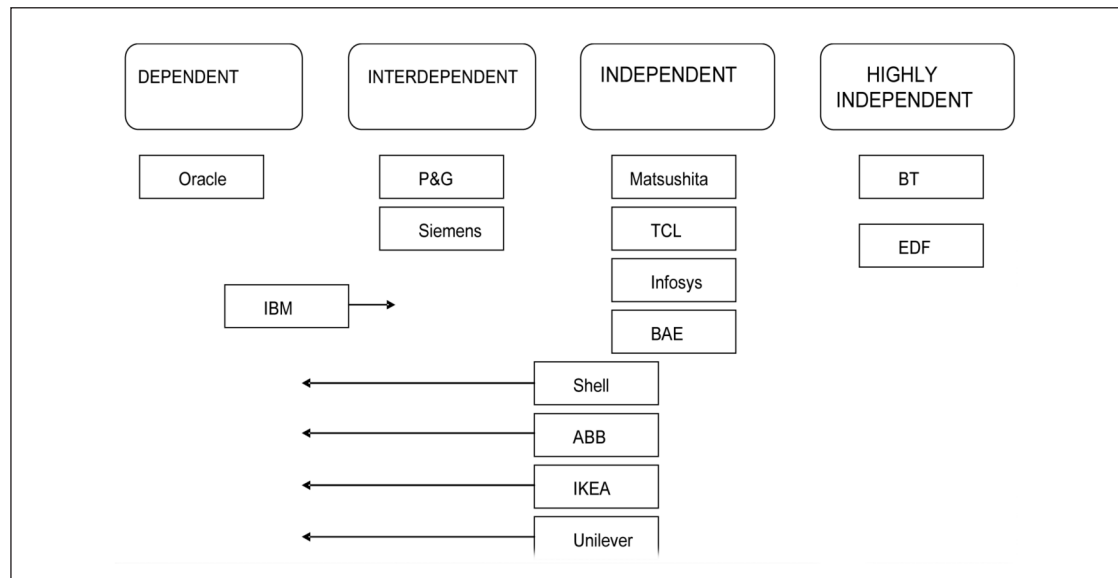 DEPENDENT
INTERDEPENDENT
INDEPENDENT
HIGHLY
INDEPENDENT
Oracle
P&G
Matsushita
BT
Siemens
TCL
EDF
Infosys
IBM
BAE
Shell
ABB
IKEA
Unilever